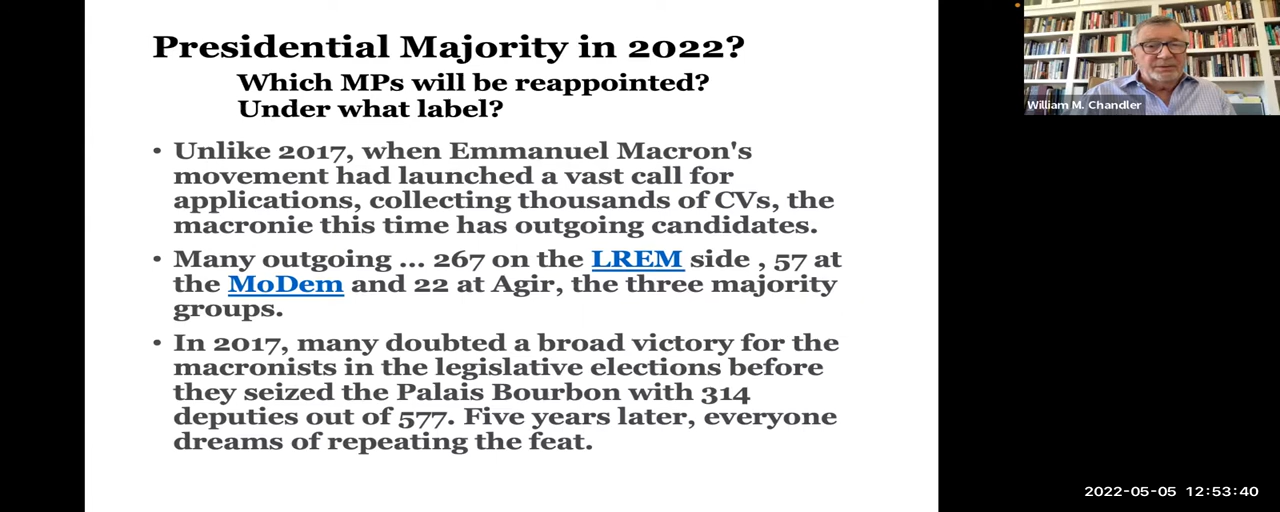 Presidential Majority in 2022?
Which MPs will be reappointed?
Under what label?
• Unlike 2017, when Emmanuel Macron's
movement had launched a vast call for
applications, collecting thousands of CVs, the
macronie this time has outgoing candidates.
• Many outgoing ... 267 on the LREM side , 57 at
the MoDem and 22 at Agir, the three majority
groups.
• In 2017, many doubted a broad victory for the
macronists in the legislative elections before
they seized the Palais Bourbon with 314
deputies out of 577. Five years later, everyone
dreams of repeating the feat.
William M. Chandler
2022-05-05 12:53:40